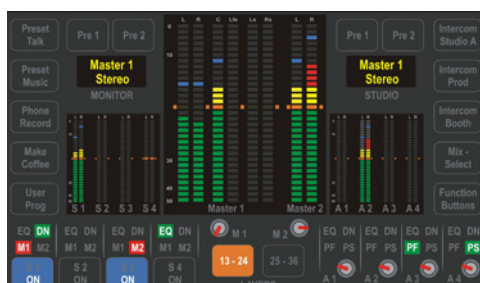 Preset Talk
Pre 1 Pre 2
L R C Lfe Ls Rs L R
Pre 1 Pre 2
Intercom Studio A
Master 1 Stereo
MONITOR
Master 1 Stereo
STUDIO
Preset Music
Intercom Prod
Phone Record
Intercom Booth
Make Coffee
Mix - Select
User Prog
Function Buttons
S 1 S 2 S 3 S 4
Master 1 Master 2
A 1 A 2 A 3 A 4
EQ DN EQ DN EQ DN EQ DN
M1 M2 M1 M2 M1 M2 M1 M2
M 1 M 2
EQ DN EQ DN EQ DN EQ DN
PF PS PF PS PF PS PF PS
ON
S 2 ON
ON
S 4 ON
13 - 24
25 - 36
A 1 A 2 A 3 A 4